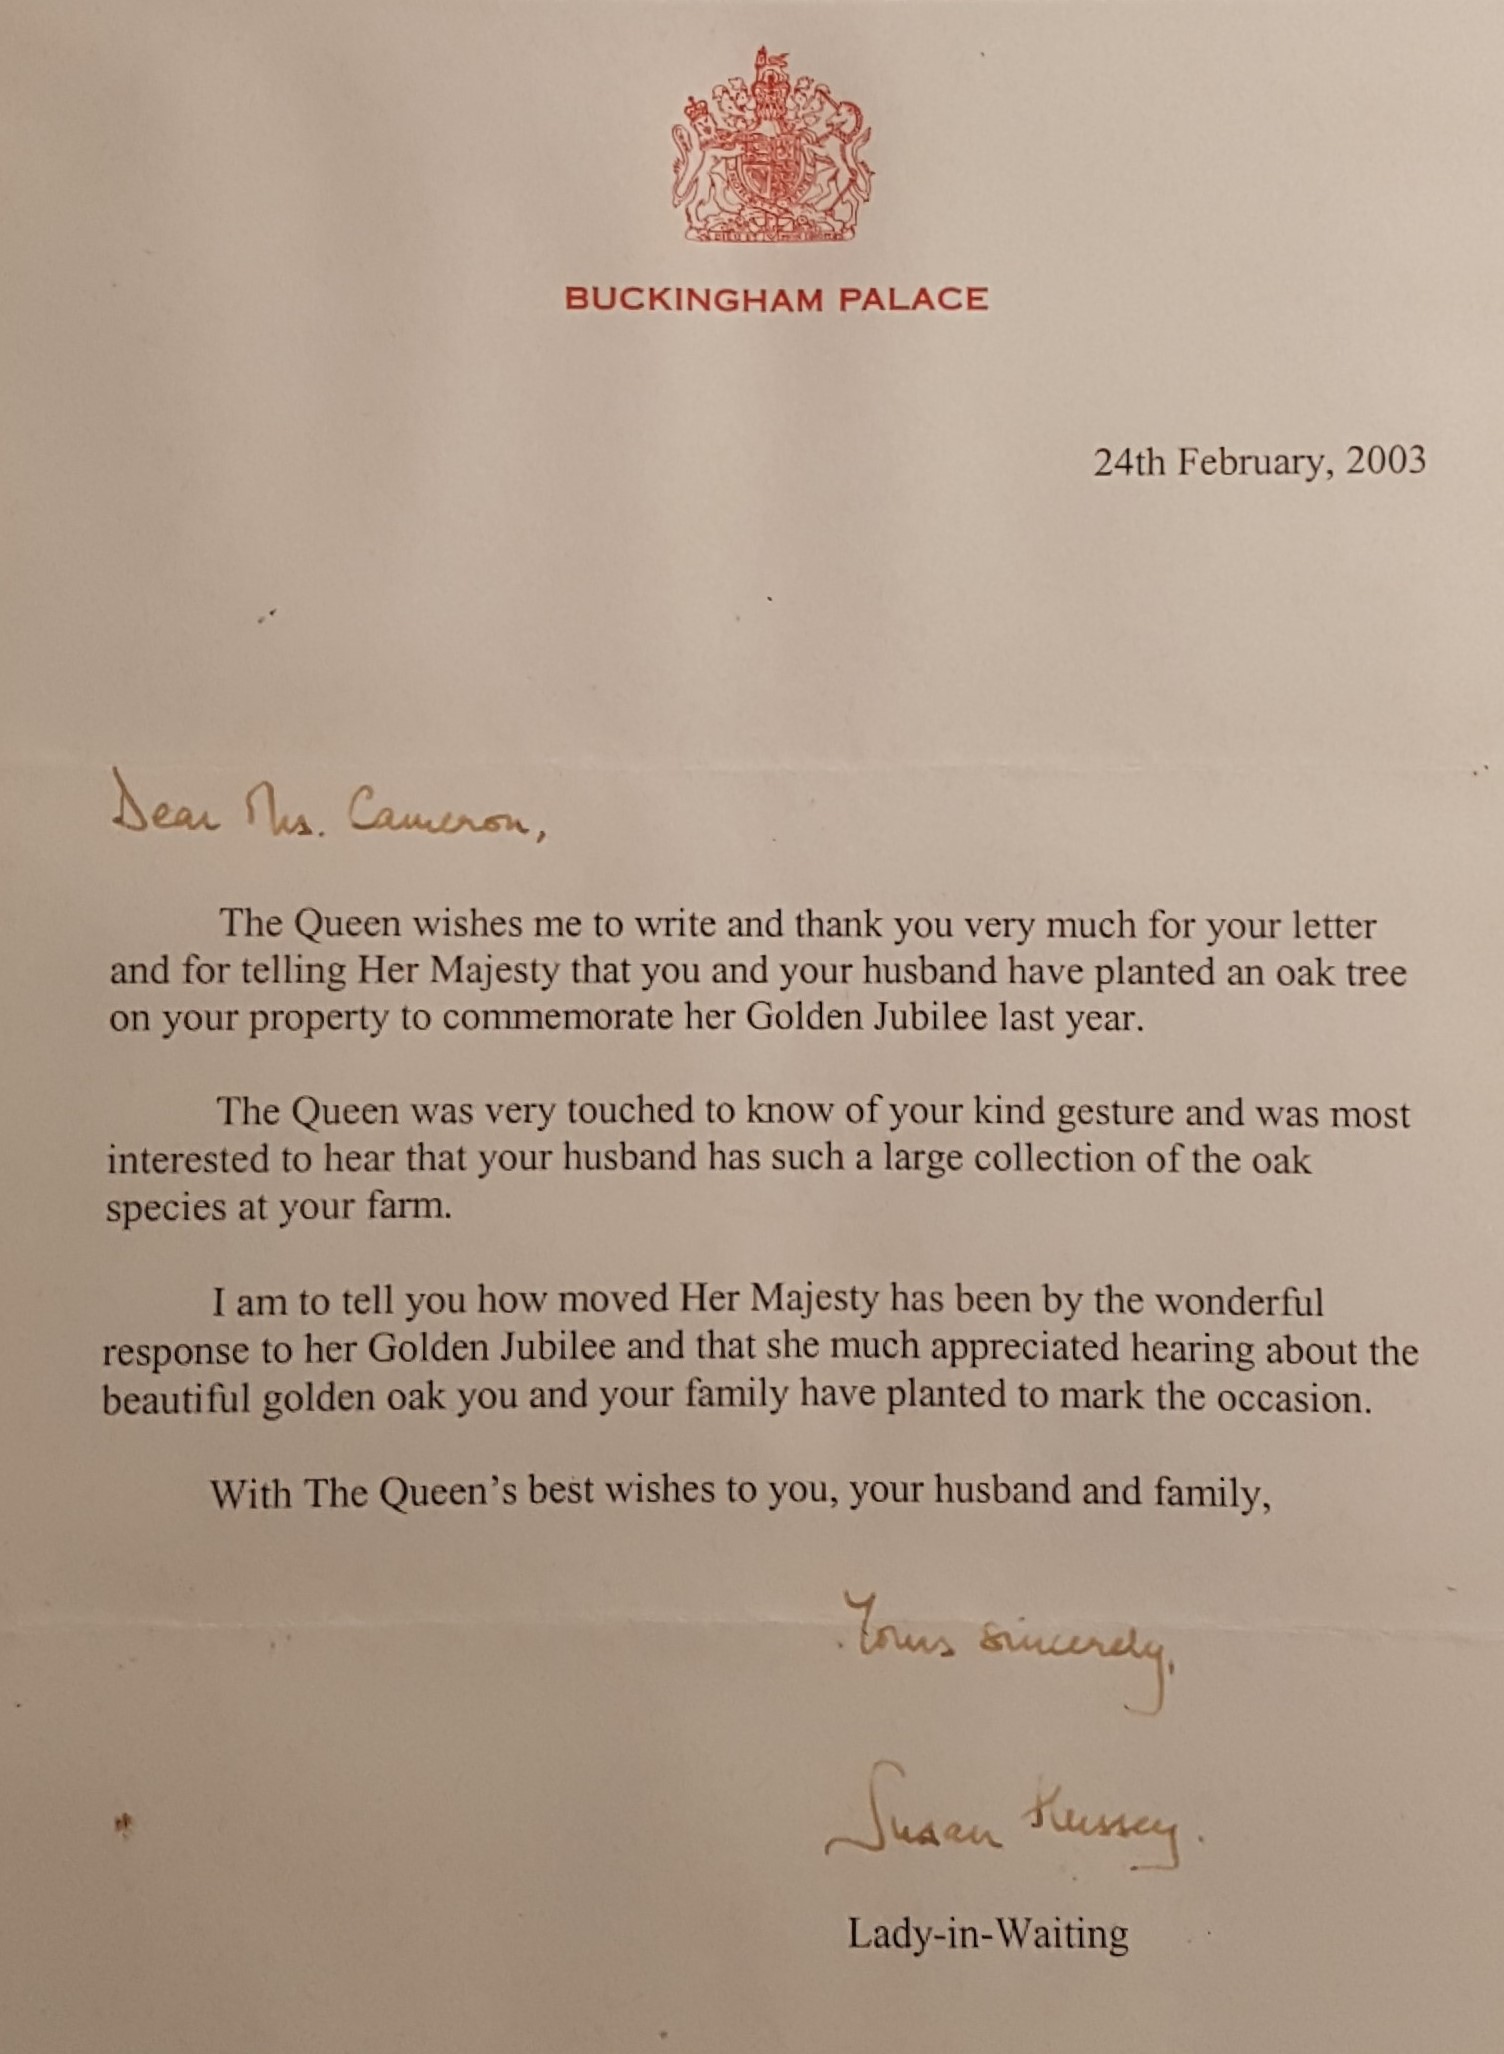 BUCKINGHAM PALACE
24th February, 2003
Dear Mrs. Cameron,
The Queen wishes me to write and thank you very much for your letter
and for telling Her Majesty that you and your husband have planted an oak tree
on your property to commemorate her Golden Jubilee last year.
The Queen was very touched to know of your kind gesture and was most
interested to hear that your husband has such a large collection of the oak
species at your farm.
I am to tell you how moved Her Majesty has been by the wonderful
response to her Golden Jubilee and that she much appreciated hearing about the
beautiful golden oak you and your family have planted to mark the occasion.
With The Queen's best wishes to you, your husband and family,
Yours sincerely,
Susan Hussey.
Lady-in-Waiting